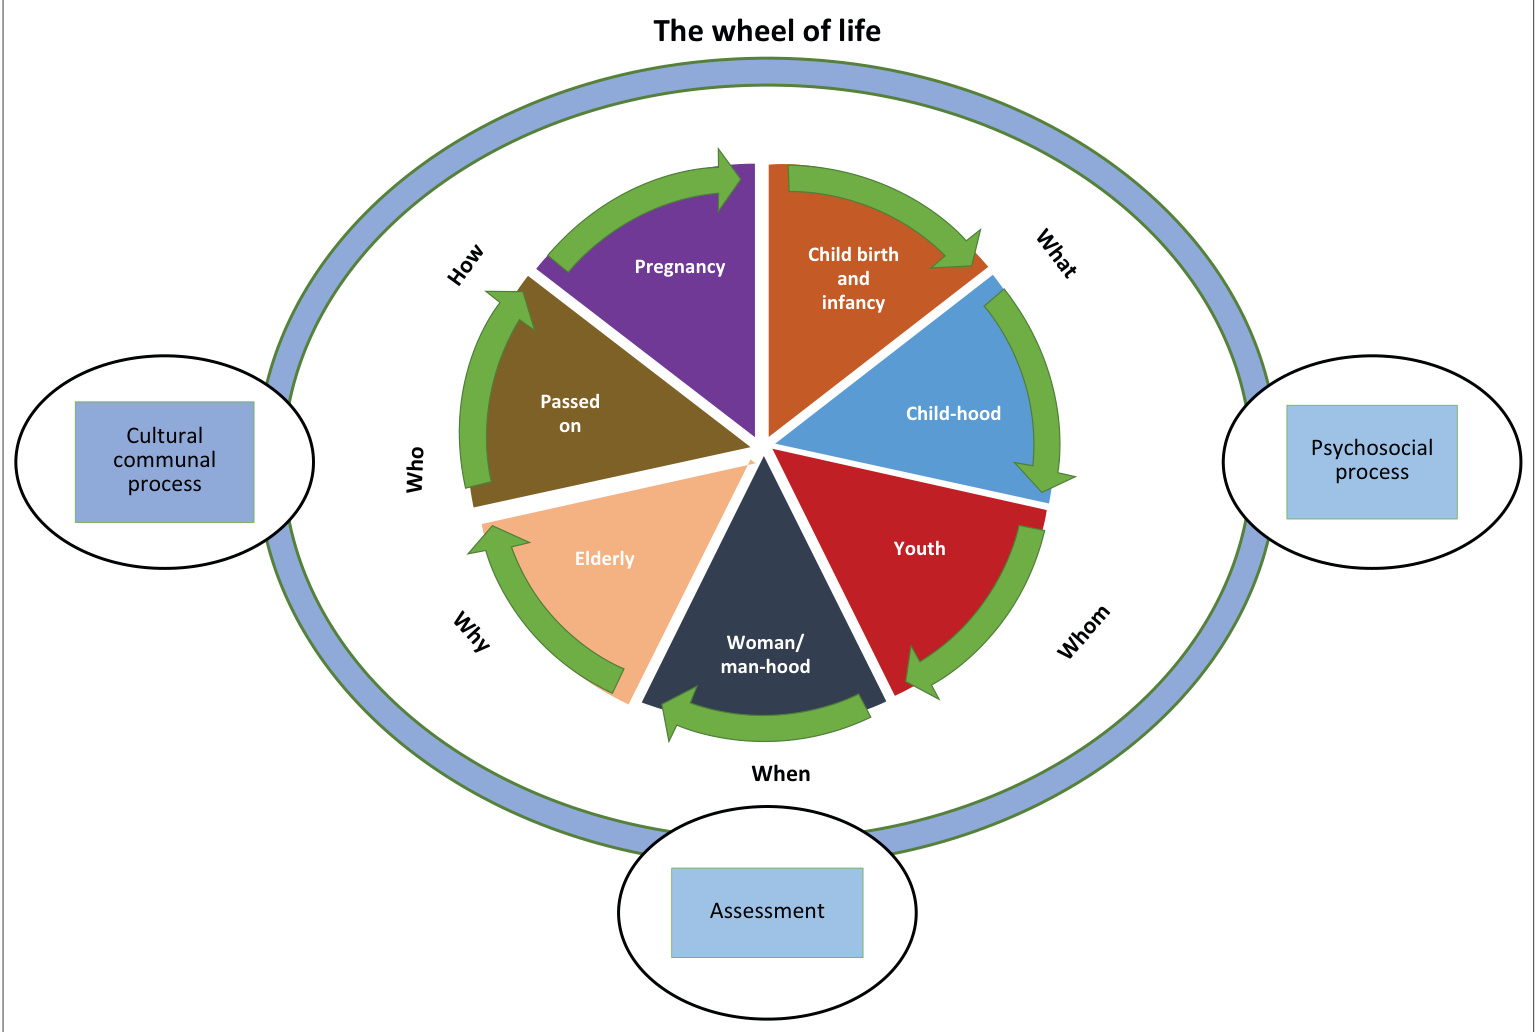 The wheel of life
How
What
Pregnancy
Child birth
and
infancy
Passed
on
Child-hood
Cultural
communal
process
Who
Psychosocial
process
Elderly
Youth
Why
Whom
Woman/
man-hood
When
Assessment